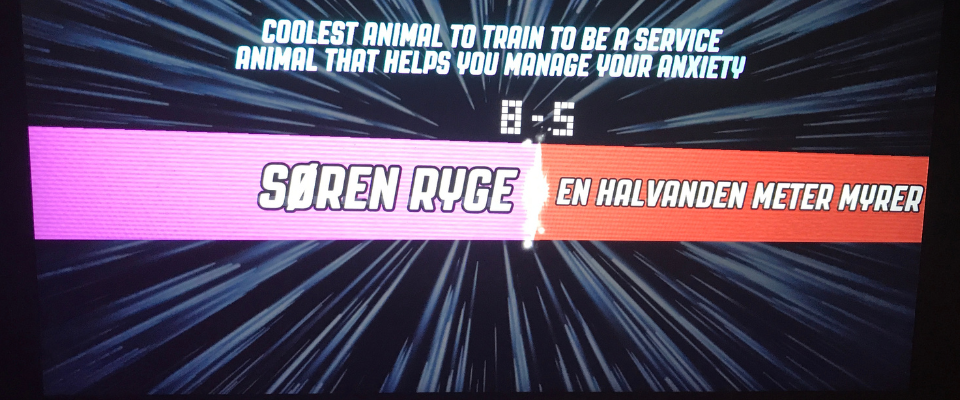 COOLEST ANIMAL TO TRAIN TO BE A SERVICE
ANIMAL THAT HELPS YOU MANAGE YOUR ANXIETY
8-5
SØREN RYGE
EN HALVANDEN METER MYRER